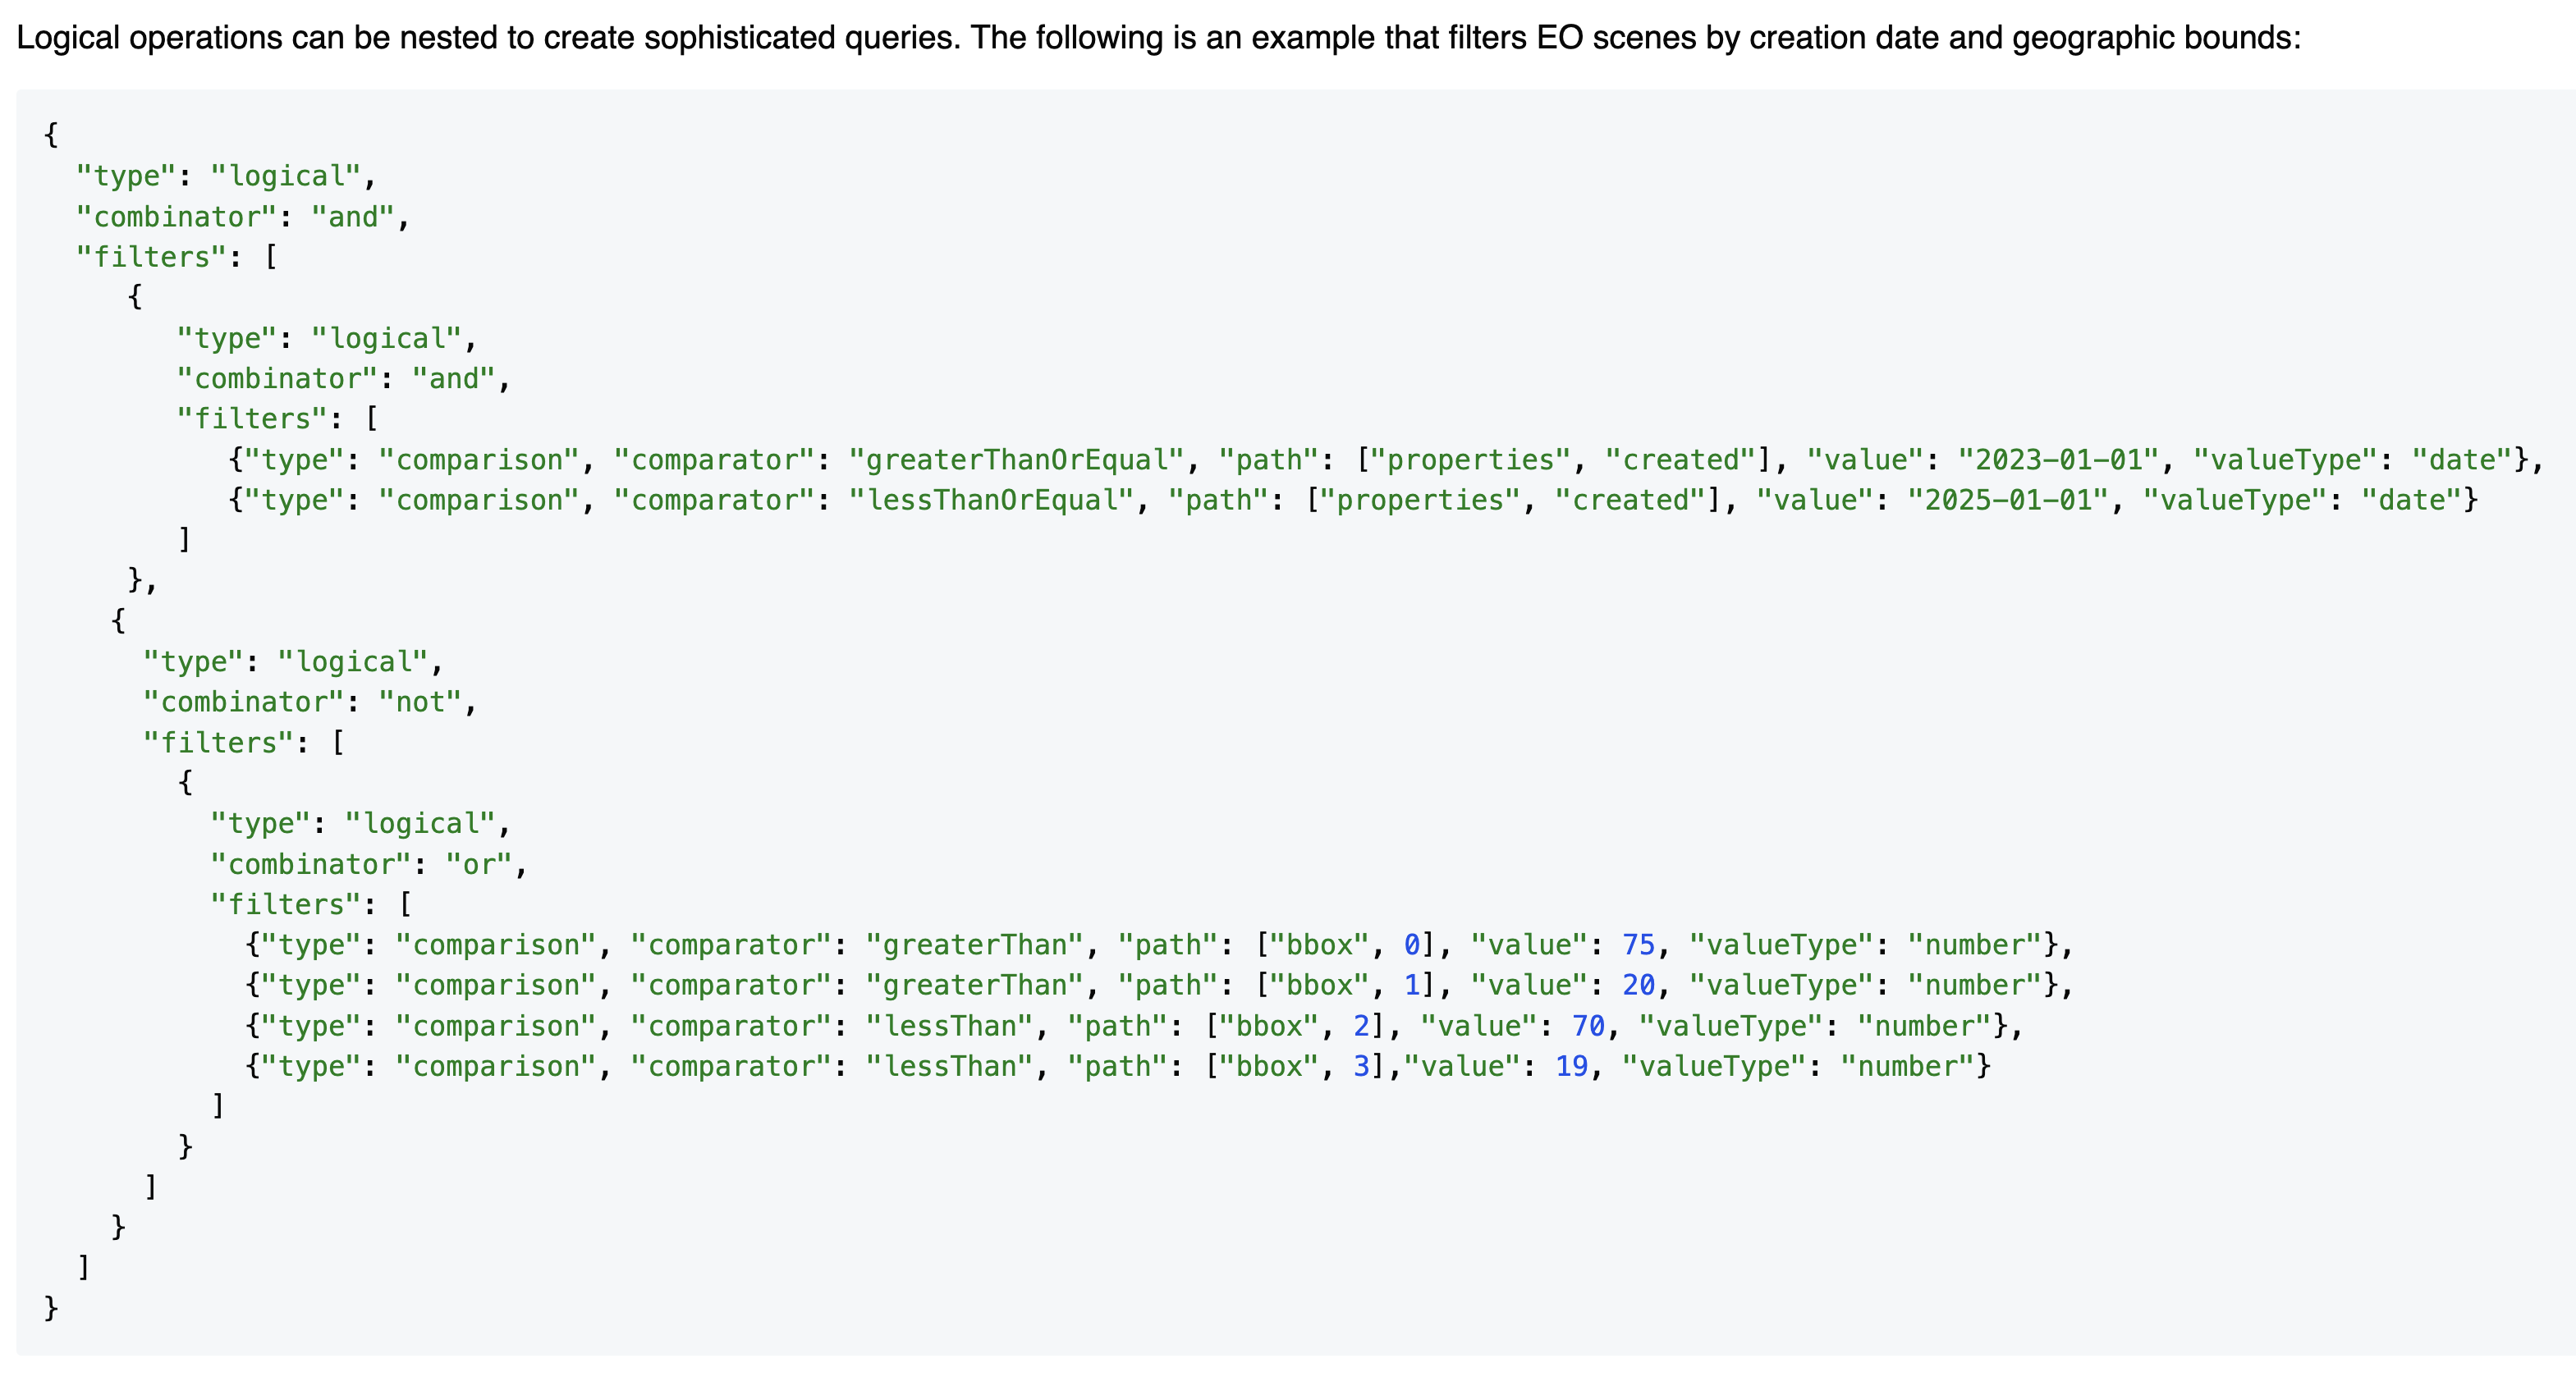 Logical operations can be nested to create sophisticated queries. The following is an example that filters EO scenes by creation date and geographic bounds:
{
  "type": "logical",
  "combinator": "and",
  "filters": [
     {
        "type": "logical",
        "combinator": "and",
        "filters": [
           {"type": "comparison", "comparator": "greaterThanOrEqual", "path": ["properties", "created"], "value": "2023-01-01", "valueType": "date"},
           {"type": "comparison", "comparator": "lessThanOrEqual", "path": ["properties", "created"], "value": "2025-01-01", "valueType": "date"}
        ]
     },
    {
      "type": "logical",
      "combinator": "not",
      "filters": [
        {
          "type": "logical",
          "combinator": "or",
          "filters": [
            {"type": "comparison", "comparator": "greaterThan", "path": ["bbox", 0], "value": 75, "valueType": "number"},
            {"type": "comparison", "comparator": "greaterThan", "path": ["bbox", 1], "value": 20, "valueType": "number"},
            {"type": "comparison", "comparator": "lessThan", "path": ["bbox", 2], "value": 70, "valueType": "number"},
            {"type": "comparison", "comparator": "lessThan", "path": ["bbox", 3],"value": 19, "valueType": "number"}
          ]
        }
      ]
    }
  ]
}